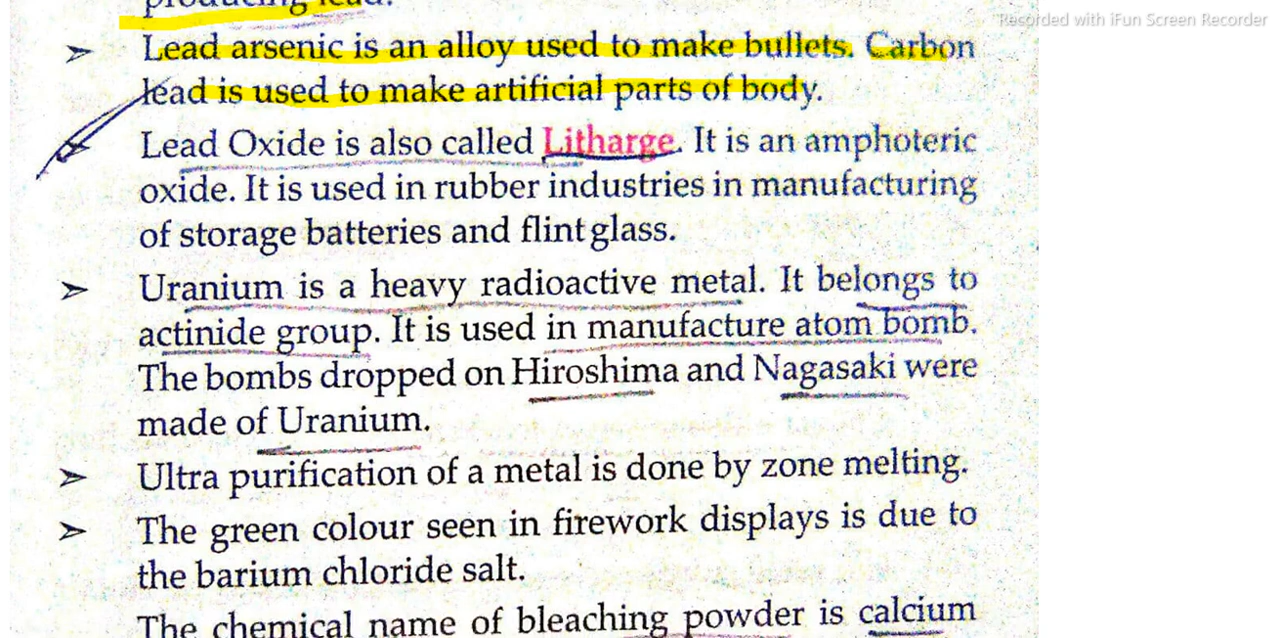 producing lead.
"Recorded with iFun Screen Recorder
➢ Lead arsenic is an alloy used to make bullets. Carbon
lead is used to make artificial parts of body.
Lead Oxide is also called Litharge. It is an amphoteric
oxide. It is used in rubber industries in manufacturing
of storage batteries and flint glass.
➢ Uranium is a heavy radioactive metal. It belongs to
actinide group. It is used in manufacture atom bomb.
The bombs dropped on Hiroshima and Nagasaki were
made of Uranium.
➢ Ultra purification of a metal is done by zone melting.
➢ The green colour seen in firework displays is due to
the barium chloride salt.
The chemical name of bleaching powder is calcium